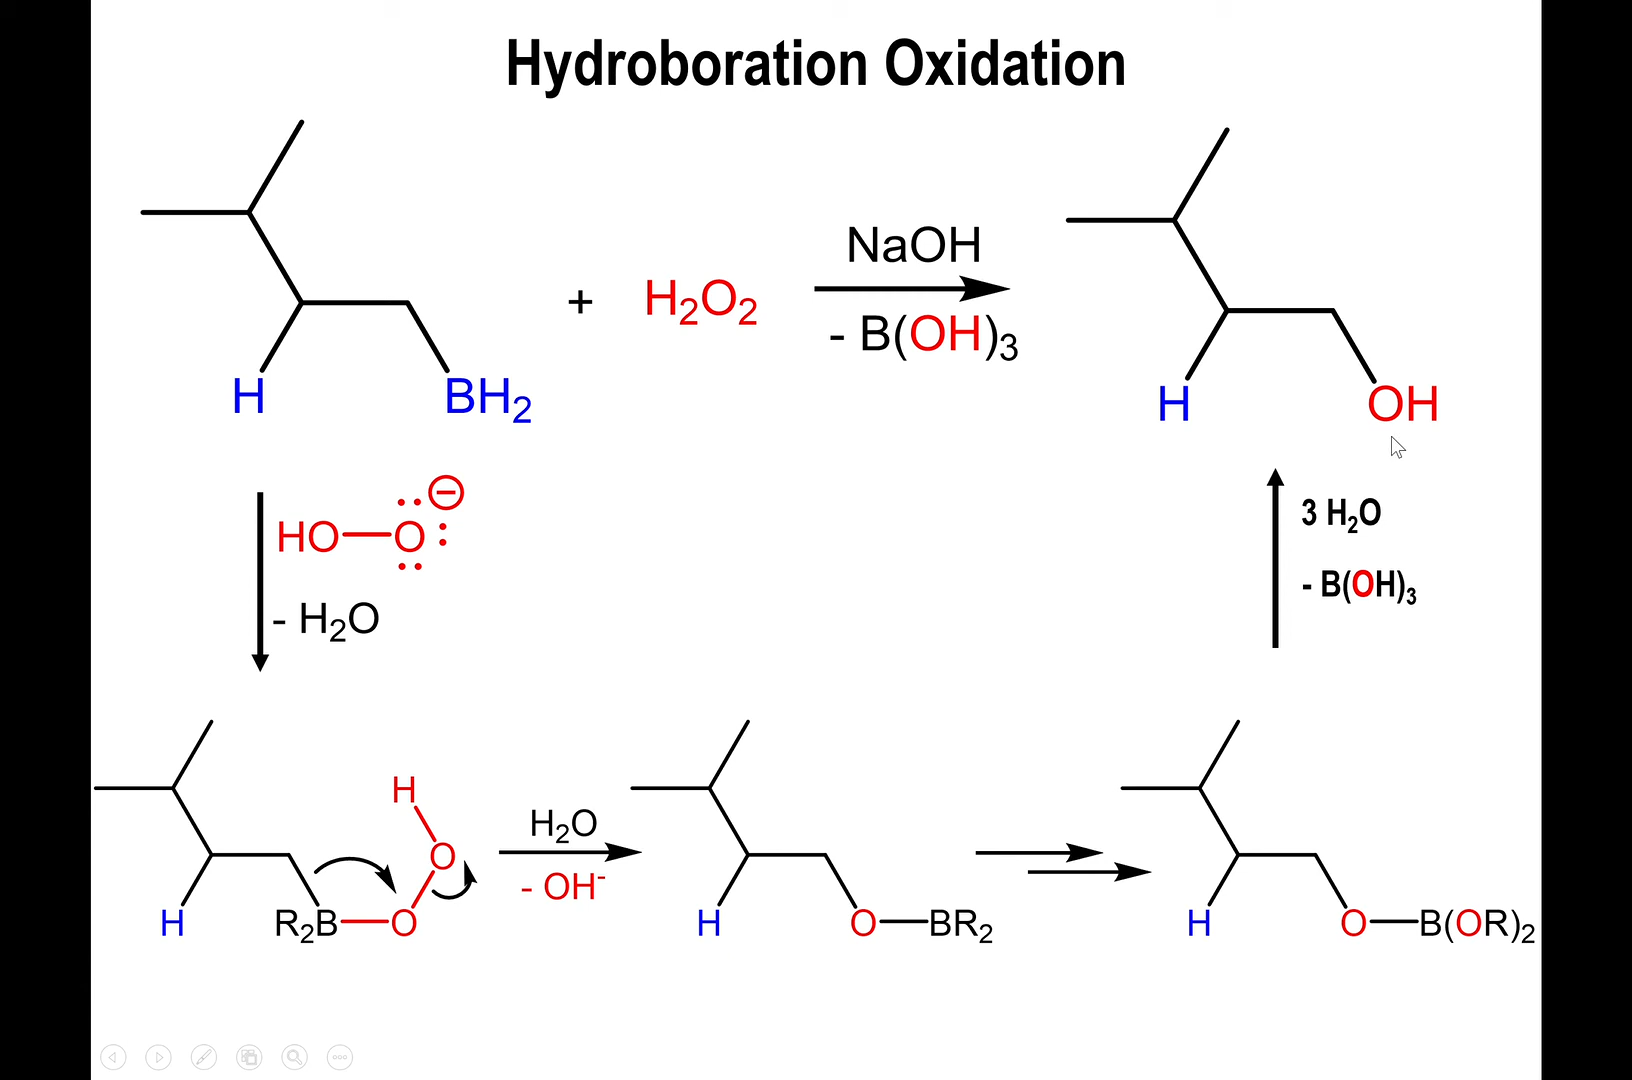 Hydroboration Oxidation
H BH₂ + H₂O₂
NaOH
- B(OH)₃
H OH
HO—O:⊖
- H₂O
3 H₂O
- B(OH)₃
H
O
H R₂B—O
H₂O
- OH⁻
H O—BR₂
H O—B(OR)₂